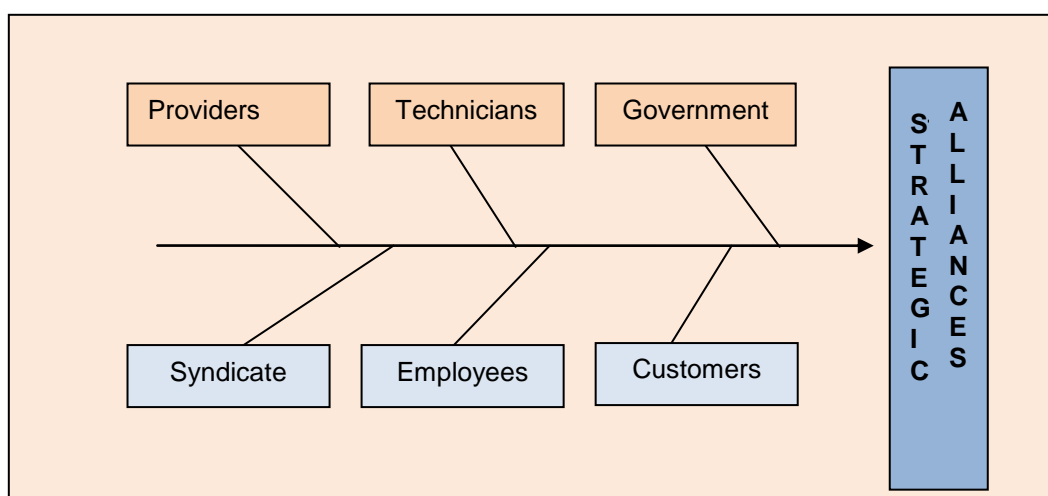 Providers
Technicians
Government
STRATEGIC
ALLIANCES
Syndicate
Employees
Customers